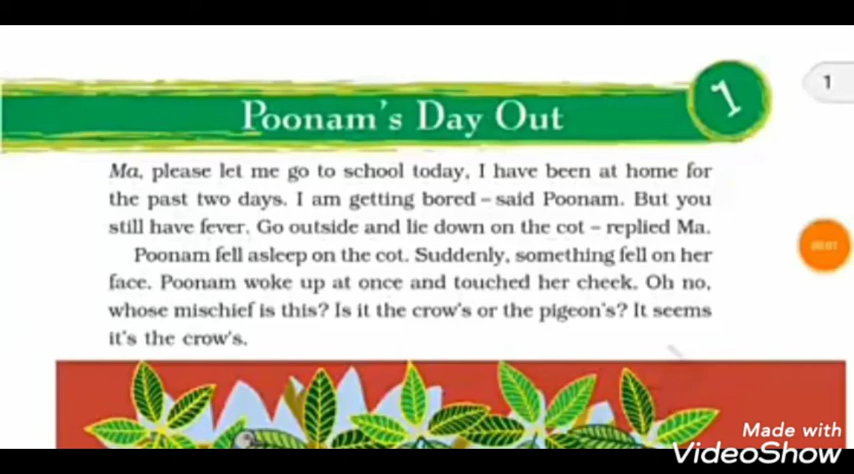 Poonam's Day Out
1
1
Ma, please let me go to school today, I have been at home for
the past two days. I am getting bored – said Poonam. But you
still have fever. Go outside and lie down on the cot – replied Ma.
Poonam fell asleep on the cot. Suddenly, something fell on her
face. Poonam woke up at once and touched her cheek. Oh no,
whose mischief is this? Is it the crow's or the pigeon's? It seems
it's the crow's.
Made with
VideoShow